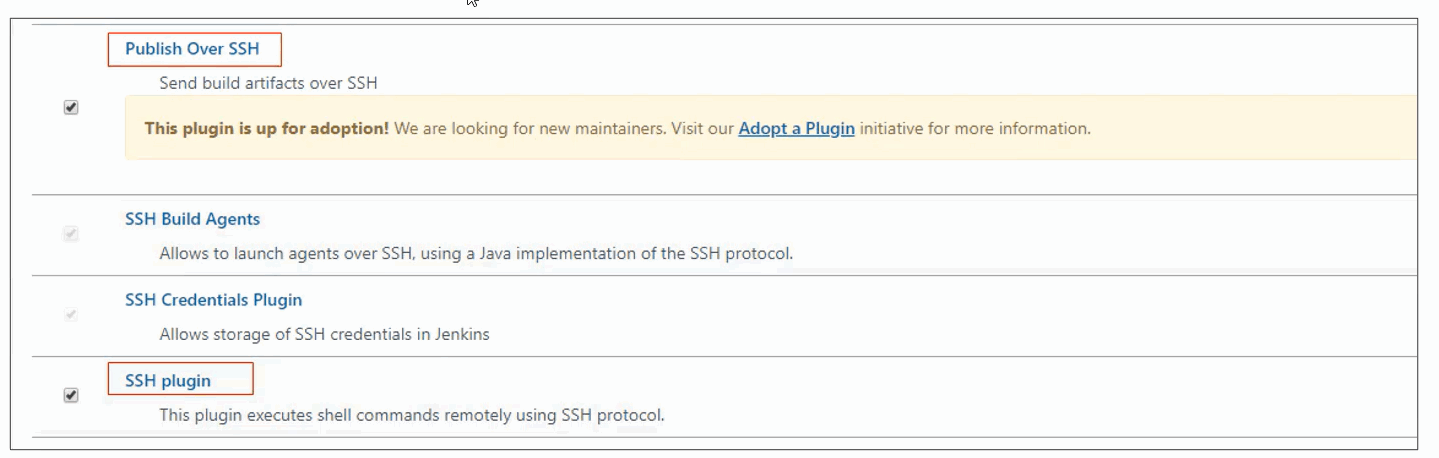 Publish Over SSH
Send build artifacts over SSH
This plugin is up for adoption! We are looking for new maintainers. Visit our Adopt a Plugin initiative for more information.
SSH Build Agents
Allows to launch agents over SSH, using a Java implementation of the SSH protocol.
SSH Credentials Plugin
Allows storage of SSH credentials in Jenkins
SSH plugin
This plugin executes shell commands remotely using SSH protocol.